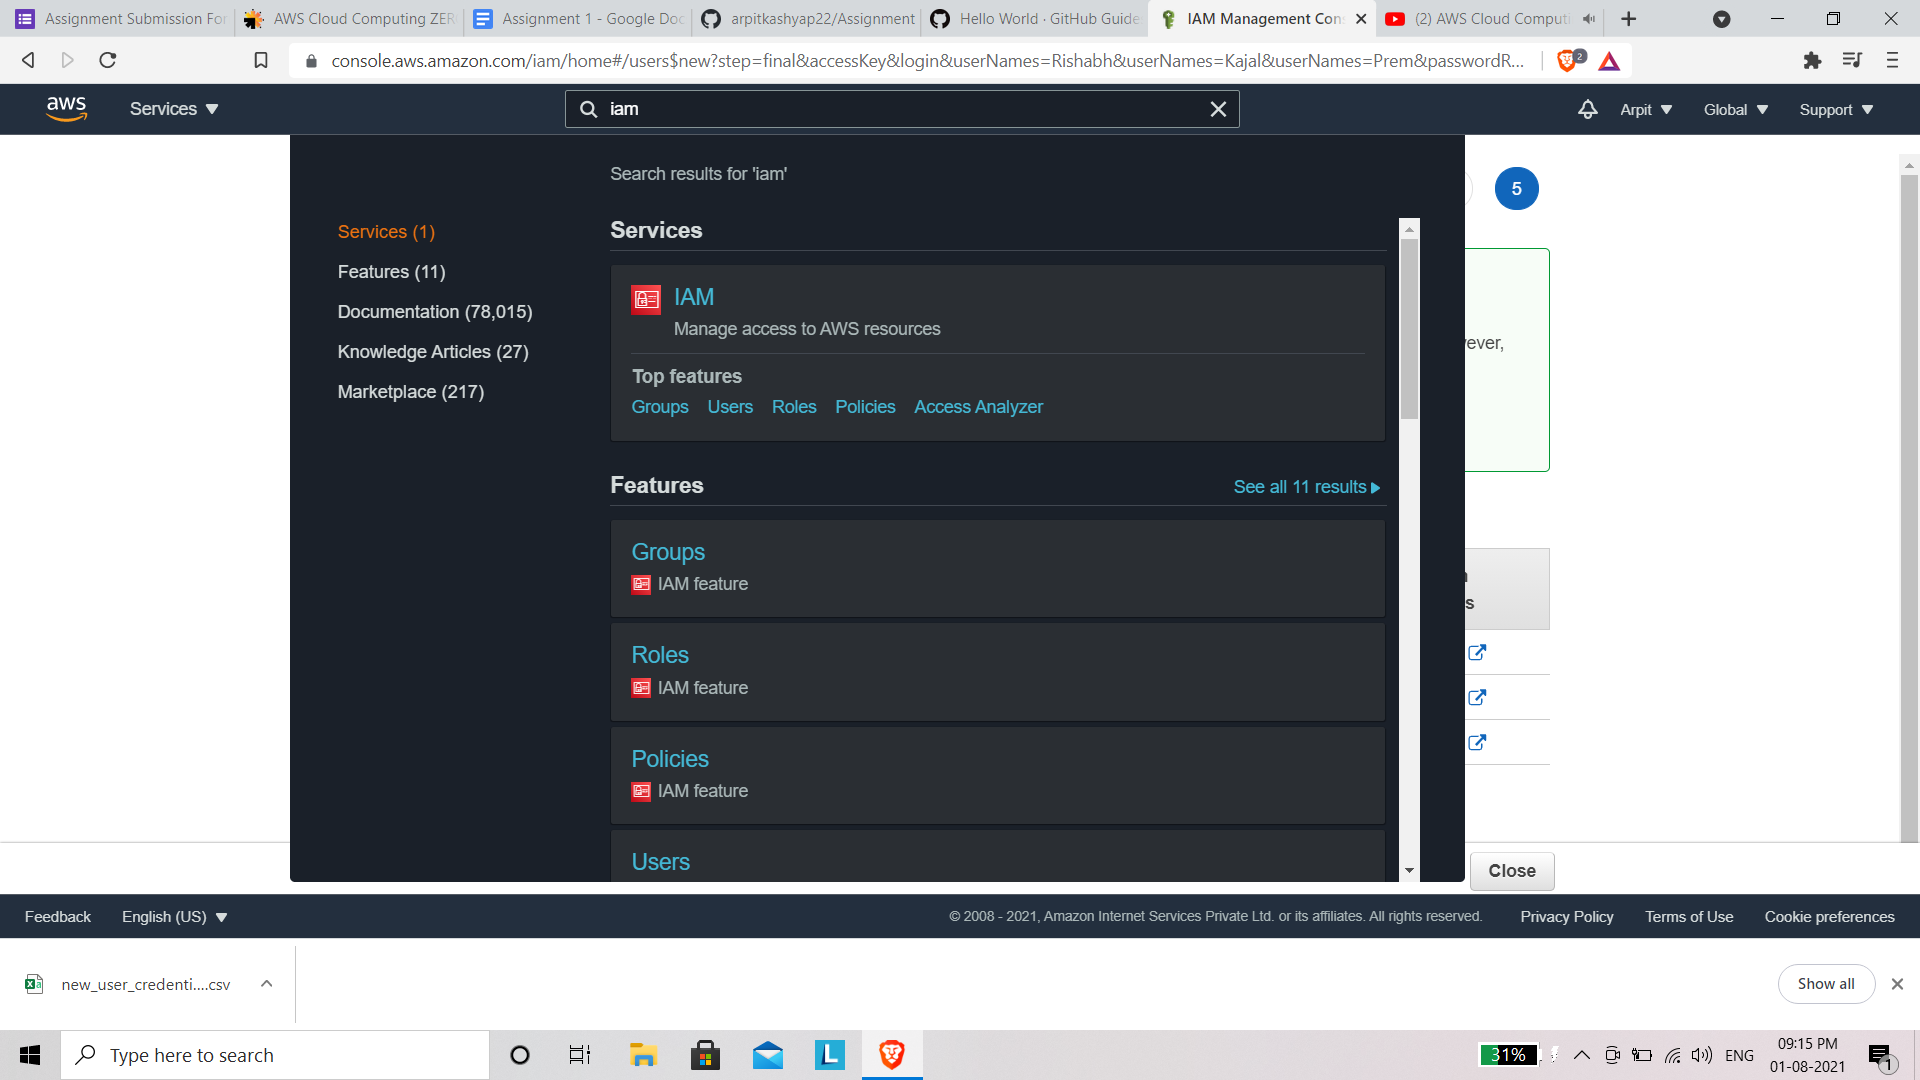 Assignment Submission For
AWS Cloud Computing ZER
Assignment 1 - Google Doc
arpitkashyap22/Assignment
Hello World · GitHub Guide
IAM Management Con
(2) AWS Cloud Computi
console.aws.amazon.com/iam/home#/users$new?step=final&accessKey&login&userNames=Rishabh&userNames=Kajal&userNames=Prem&passwordR...
2
aws
Services
iam
Arpit
Global
Support
Search results for 'iam'
5
Services (1)
Features (11)
Documentation (78,015)
Knowledge Articles (27)
Marketplace (217)
Services
IAM
Manage access to AWS resources
Top features
Groups Users Roles Policies Access Analyzer
vever,
Features
See all 11 results
Groups
IAM feature
s
Roles
IAM feature
Policies
IAM feature
Users
Close
Feedback
English (US)
© 2008 - 2021, Amazon Internet Services Private Ltd. or its affiliates. All rights reserved.
Privacy Policy
Terms of Use
Cookie preferences
new_user_credenti....csv
Show all
Type here to search
L
31%
ENG
09:15 PM
01-08-2021
1